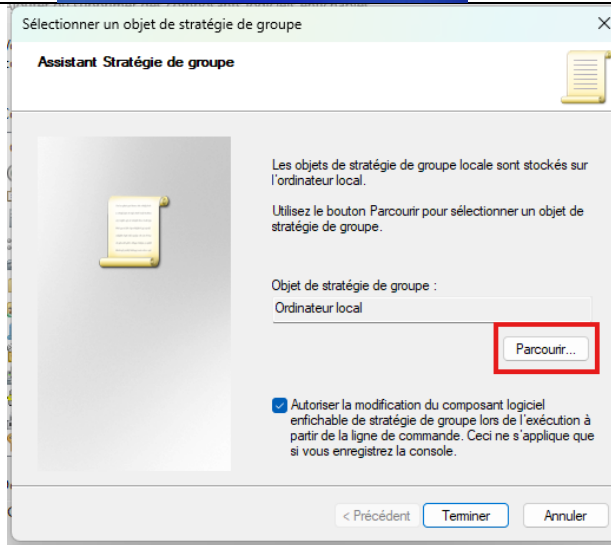 Sélectionner un objet de stratégie de groupe
Assistant Stratégie de groupe
Les objets de stratégie de groupe locale sont stockés sur
l'ordinateur local.
Utilisez le bouton Parcourir pour sélectionner un objet de
stratégie de groupe.
Objet de stratégie de groupe :
Ordinateur local
Parcourir...
Autoriser la modification du composant logiciel
enfichable de stratégie de groupe lors de l'exécution à
partir de la ligne de commande. Ceci ne s'applique que
si vous enregistrez la console.
< Précédent Terminer Annuler